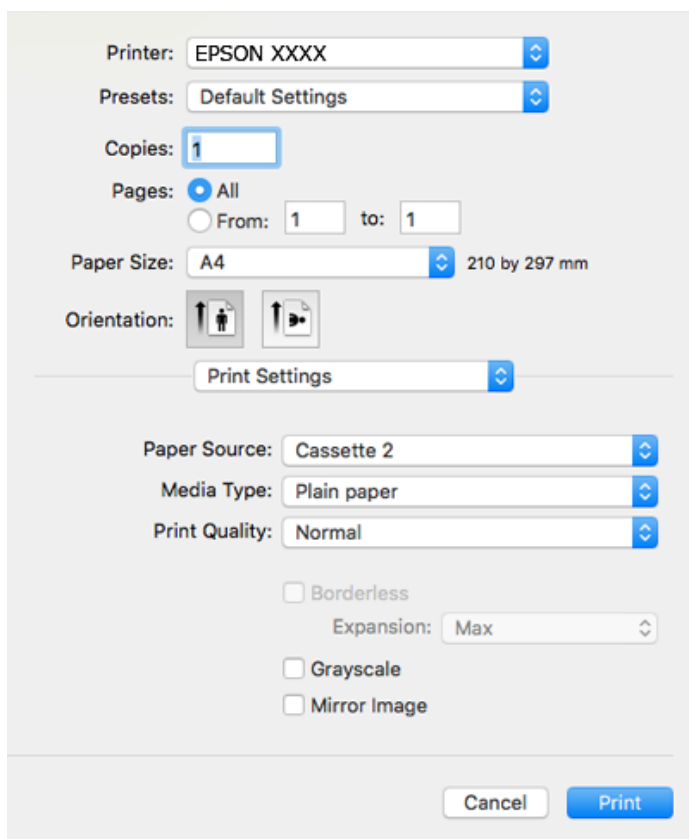 Printer: EPSON XXXX
Presets: Default Settings
Copies: 1
Pages: All
From: 1 to: 1
Paper Size: A4 210 by 297 mm
Orientation:
Print Settings
Paper Source: Cassette 2
Media Type: Plain paper
Print Quality: Normal
Borderless
Expansion: Max
Grayscale
Mirror Image
Cancel Print